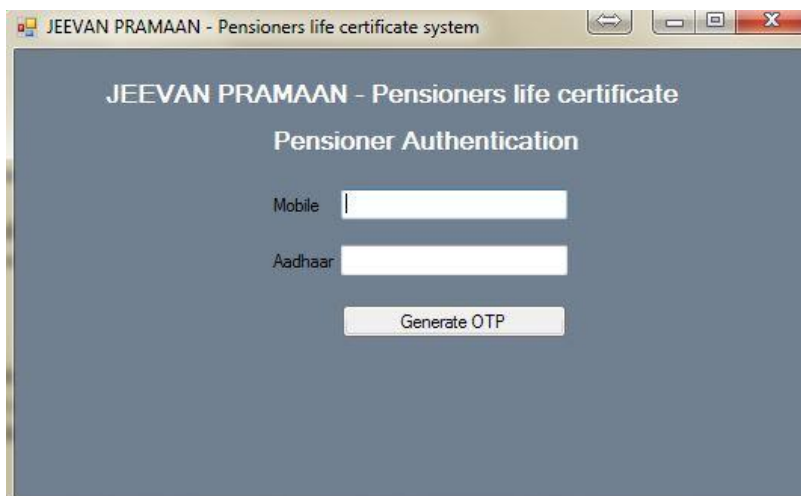 JEEVAN PRAMAAN - Pensioners life certificate system
JEEVAN PRAMAAN - Pensioners life certificate
Pensioner Authentication
Mobile
Aadhaar
Generate OTP